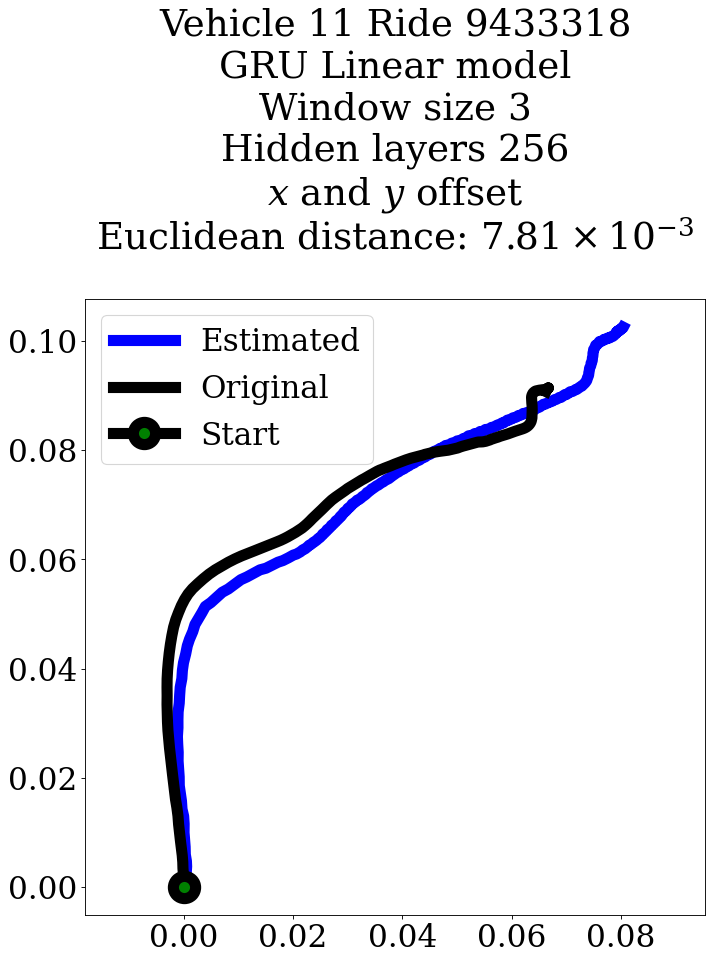 Vehicle 11 Ride 9433318
GRU Linear model
Window size 3
Hidden layers 256
x and y offset
Euclidean distance: 7.81 × 10⁻³
Estimated
Original
Start
0.10
0.08
0.06
0.04
0.02
0.00
0.00 0.02 0.04 0.06 0.08